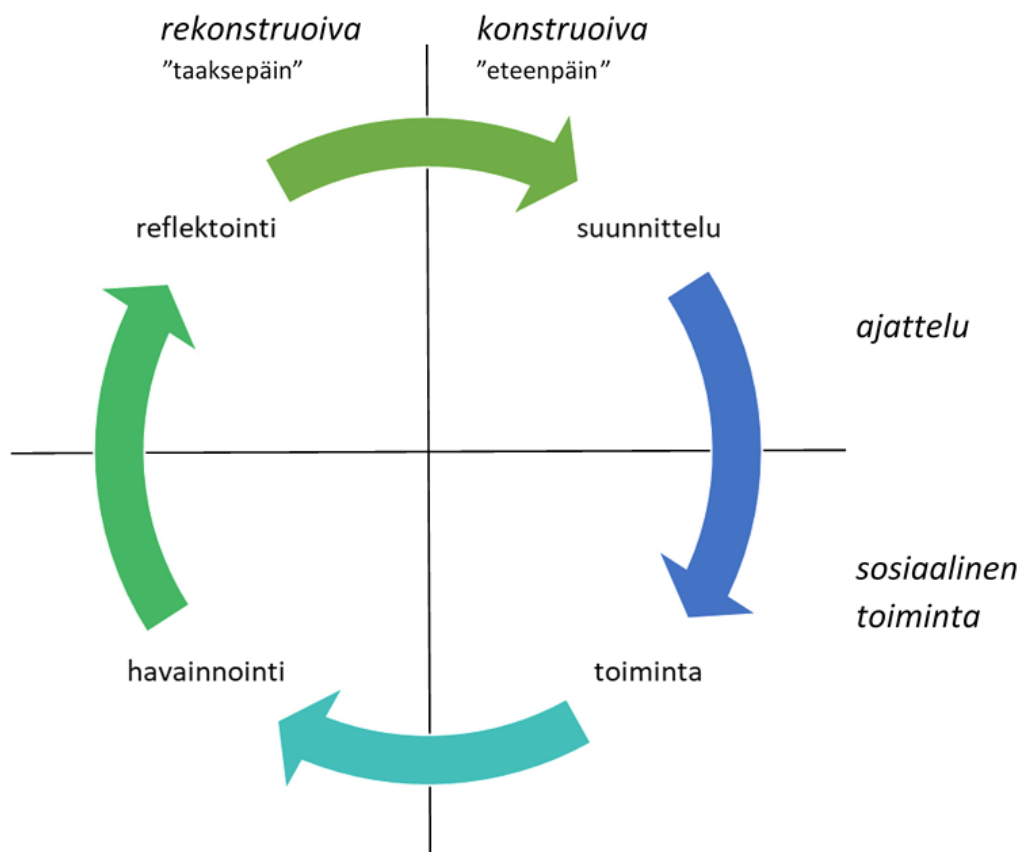 rekonstruoiva
”taaksepäin”
konstruoiva
”eteenpäin”
reflektointi
suunnittelu
ajattelu
sosiaalinen
toiminta
havainnointi
toiminta